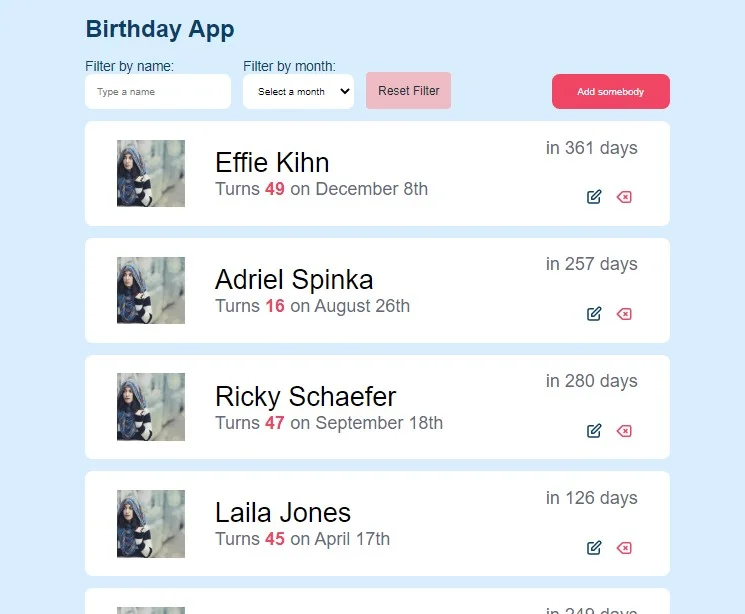 Birthday App
Filter by name:
Filter by month:
Type a name
Select a month
Reset Filter
Add somebody
in 361 days
Effie Kihn
Turns 49 on December 8th
in 257 days
Adriel Spinka
Turns 16 on August 26th
in 280 days
Ricky Schaefer
Turns 47 on September 18th
in 126 days
Laila Jones
Turns 45 on April 17th
in 249 days